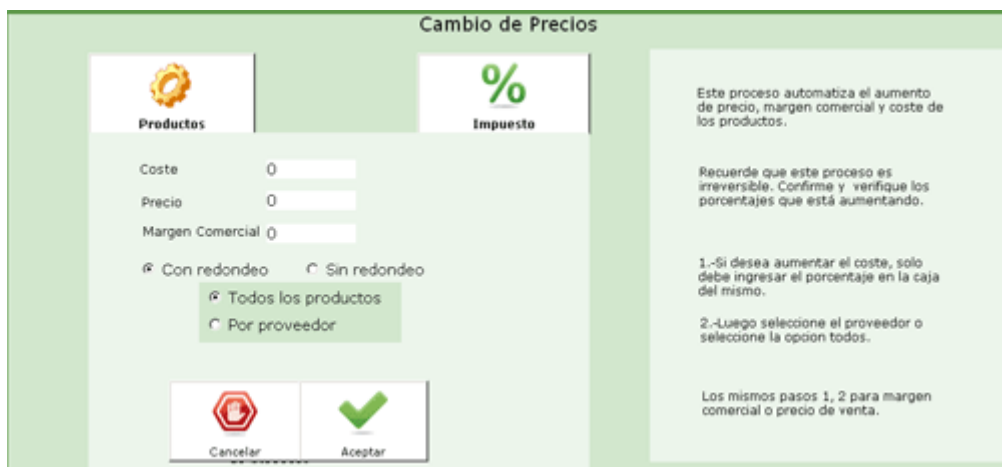 Cambio de Precios
Productos
Impuesto
Coste 0
Precio 0
Margen Comercial 0
Con redondeo Sin redondeo
Todos los productos
Por proveedor
Cancelar Aceptar
Este proceso automatiza el aumento
de precio, margen comercial y coste de
los productos.
Recuerde que este proceso es
irreversible. Confirme y verifique los
porcentajes que está aumentando.
1.-Si desea aumentar el coste, solo
debe ingresar el porcentaje en la caja
del mismo.
2.-Luego seleccione el proveedor o
seleccione la opcion todos.
Los mismos pasos 1, 2 para margen
comercial o precio de venta.